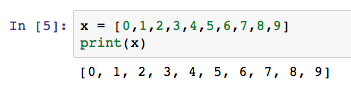 In [5]: x = [0,1,2,3,4,5,6,7,8,9]
print(x)
[0, 1, 2, 3, 4, 5, 6, 7, 8, 9]